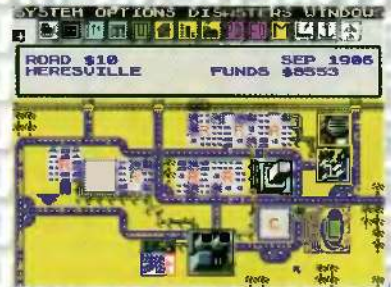 SYSTEM OPTIONS DISASTERS WINDOW
ROAD $10 SEP 1906
HERESVILLE FUNDS $8553
R R
R R
C